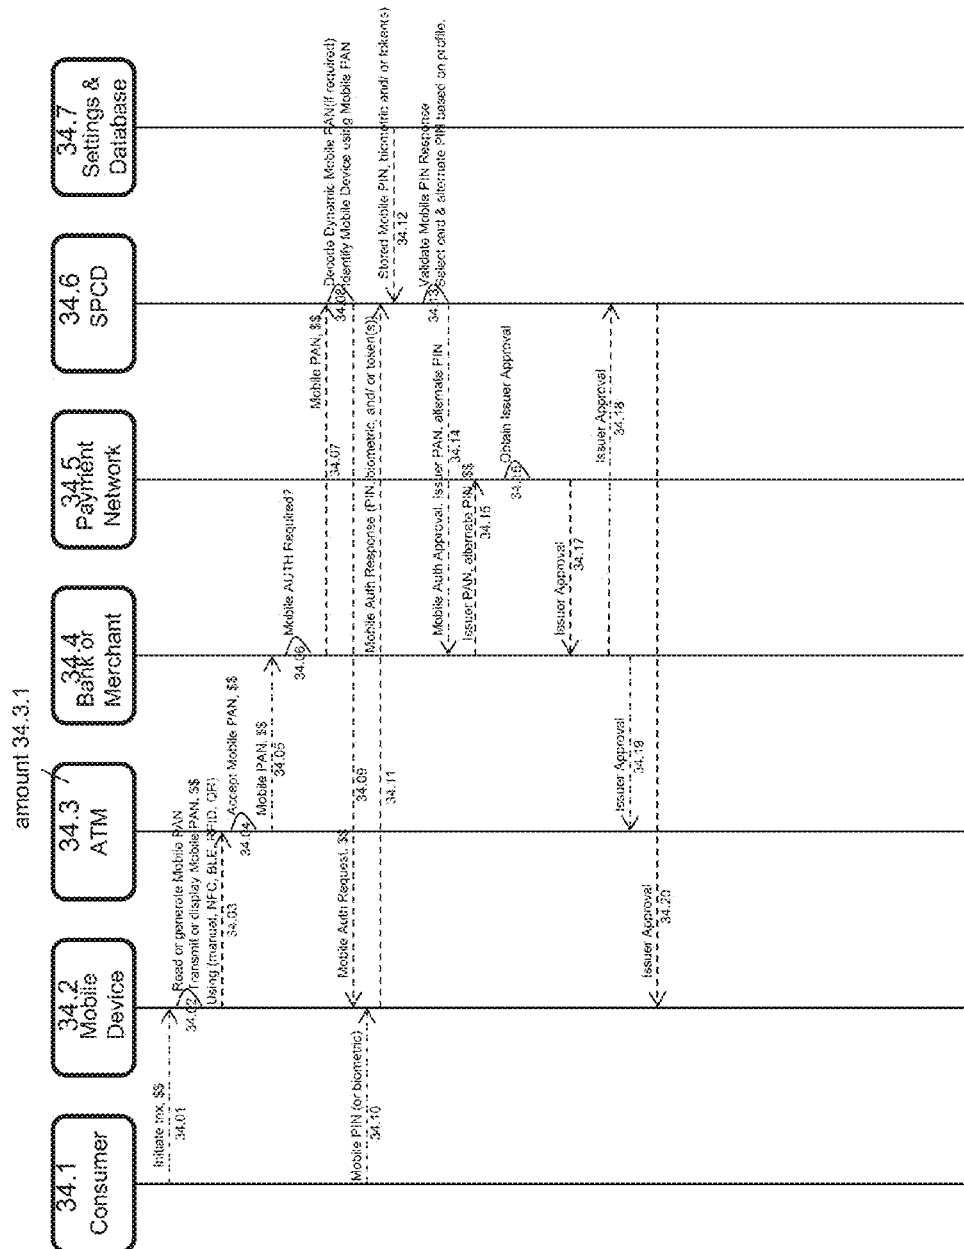 amount 34.3.1
34.1
Consumer
34.2
Mobile
Device
34.3
ATM
34.4
Bank or
Merchant
34.5
Payment
Network
34.6
SPCD
34.7
Settings &
Database
Initiate tnx, $$
34.01
Read or generate Mobile PAN
34.02
Transmit or display Mobile PAN, $$
Using (manual, NFC, BLE, RFID, QR)
34.03
Accept Mobile PAN, $$
34.04
Mobile PAN, $$
34.05
Mobile AUTH Required?
34.06
Mobile PAN, $$
34.07
Decode Dynamic Mobile PAN(if required)
34.08
Identify Mobile Device using Mobile PAN
Mobile Auth Request, $$
34.09
Mobile PIN (or biometric)
34.10
Mobile Auth Response (PIN, biometric, and/ or token(s))
34.11
Stored Mobile PIN, biometric and/ or token(s)
34.12
Validate Mobile PIN Response
34.13
Select card & alternate PIN based on profile.
Mobile Auth Approval, Issuer PAN, alternate PIN
34.14
Issuer PAN, alternate PIN, $$
34.15
Obtain Issuer Approval
34.16
Issuer Approval
34.17
Issuer Approval
34.18
Issuer Approval
34.19
Issuer Approval
34.20